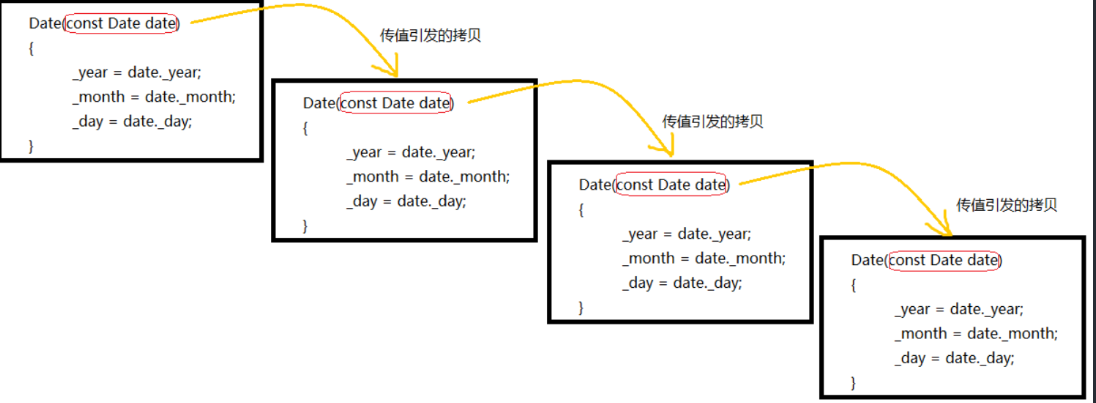 Date(const Date date)
{
_year = date._year;
_month = date._month;
_day = date._day;
}
传值引发的拷贝
Date(const Date date)
{
_year = date._year;
_month = date._month;
_day = date._day;
}
传值引发的拷贝
Date(const Date date)
{
_year = date._year;
_month = date._month;
_day = date._day;
}
传值引发的拷贝
Date(const Date date)
{
_year = date._year;
_month = date._month;
_day = date._day;
}